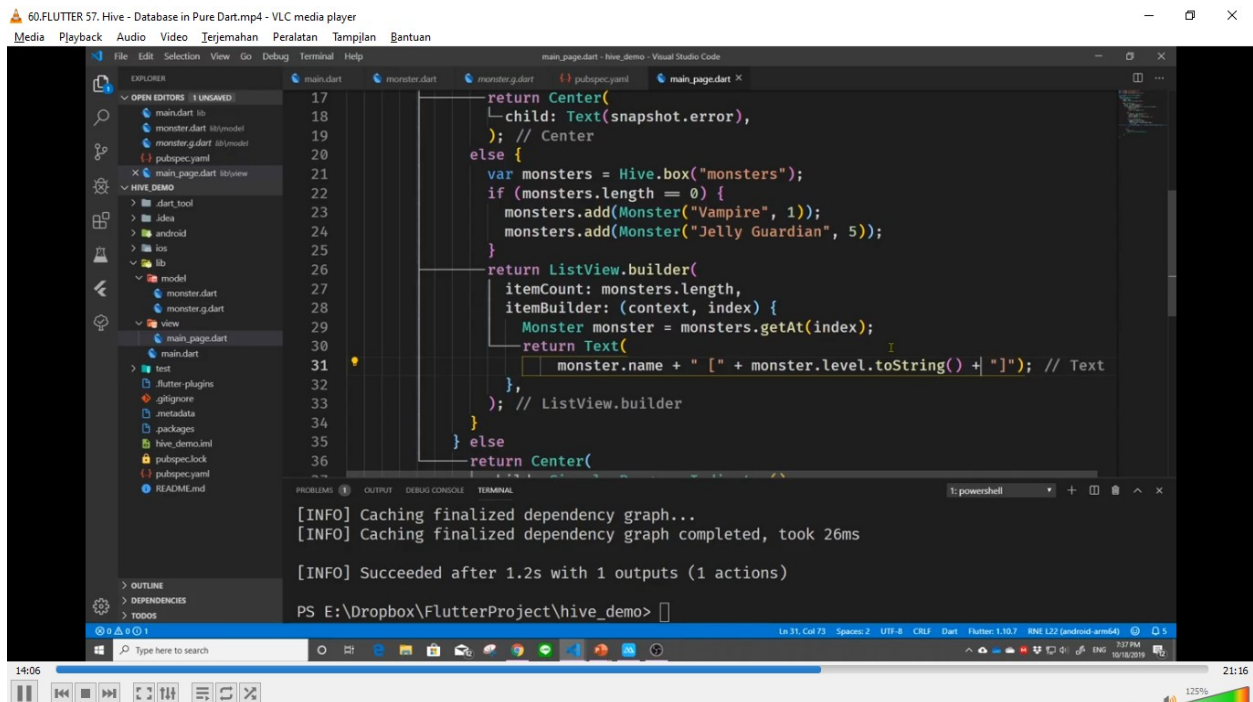 60.FLUTTER 57. Hive - Database in Pure Dart.mp4 - VLC media player
Media Playback Audio Video Terjemahan Peralatan Tampilan Bantuan
File Edit Selection View Go Debug Terminal Help
main_page.dart - hive_demo - Visual Studio Code
EXPLORER
OPEN EDITORS 1 UNSAVED
main.dart lib
monster.dart lib\model
monster.g.dart lib\model
pubspec.yaml
main_page.dart lib\view
HIVE_DEMO
.dart_tool
.idea
android
ios
lib
model
monster.dart
monster.g.dart
view
main_page.dart
main.dart
test
.flutter-plugins
.gitignore
.metadata
.packages
hive_demo.iml
pubspec.lock
pubspec.yaml
README.md
OUTLINE
DEPENDENCIES
TODOS
main.dart monster.dart monster.g.dart pubspec.yaml main_page.dart
17 return Center(
18 child: Text(snapshot.error),
19 ); // Center
20 else {
21 var monsters = Hive.box("monsters");
22 if (monsters.length == 0) {
23 monsters.add(Monster("Vampire", 1));
24 monsters.add(Monster("Jelly Guardian", 5));
25 }
26 return ListView.builder(
27 itemCount: monsters.length,
28 itemBuilder: (context, index) {
29 Monster monster = monsters.getAt(index);
30 return Text(
31 monster.name + " [" + monster.level.toString() + "]"); // Text
32 },
33 ); // ListView.builder
34 }
35 } else
36 return Center(
PROBLEMS 1 OUTPUT DEBUG CONSOLE TERMINAL 1: powershell
[INFO] Caching finalized dependency graph...
[INFO] Caching finalized dependency graph completed, took 26ms
[INFO] Succeeded after 1.2s with 1 outputs (1 actions)
PS E:\Dropbox\FlutterProject\hive_demo>
0 0 1 Ln 31, Col 73 Spaces: 2 UTF-8 CRLF Dart Flutter: 1.10.7 RNE L22 (android-arm64) 5
Type here to search ENG 7:37 PM
10/18/2019
14:06 21:16
125%